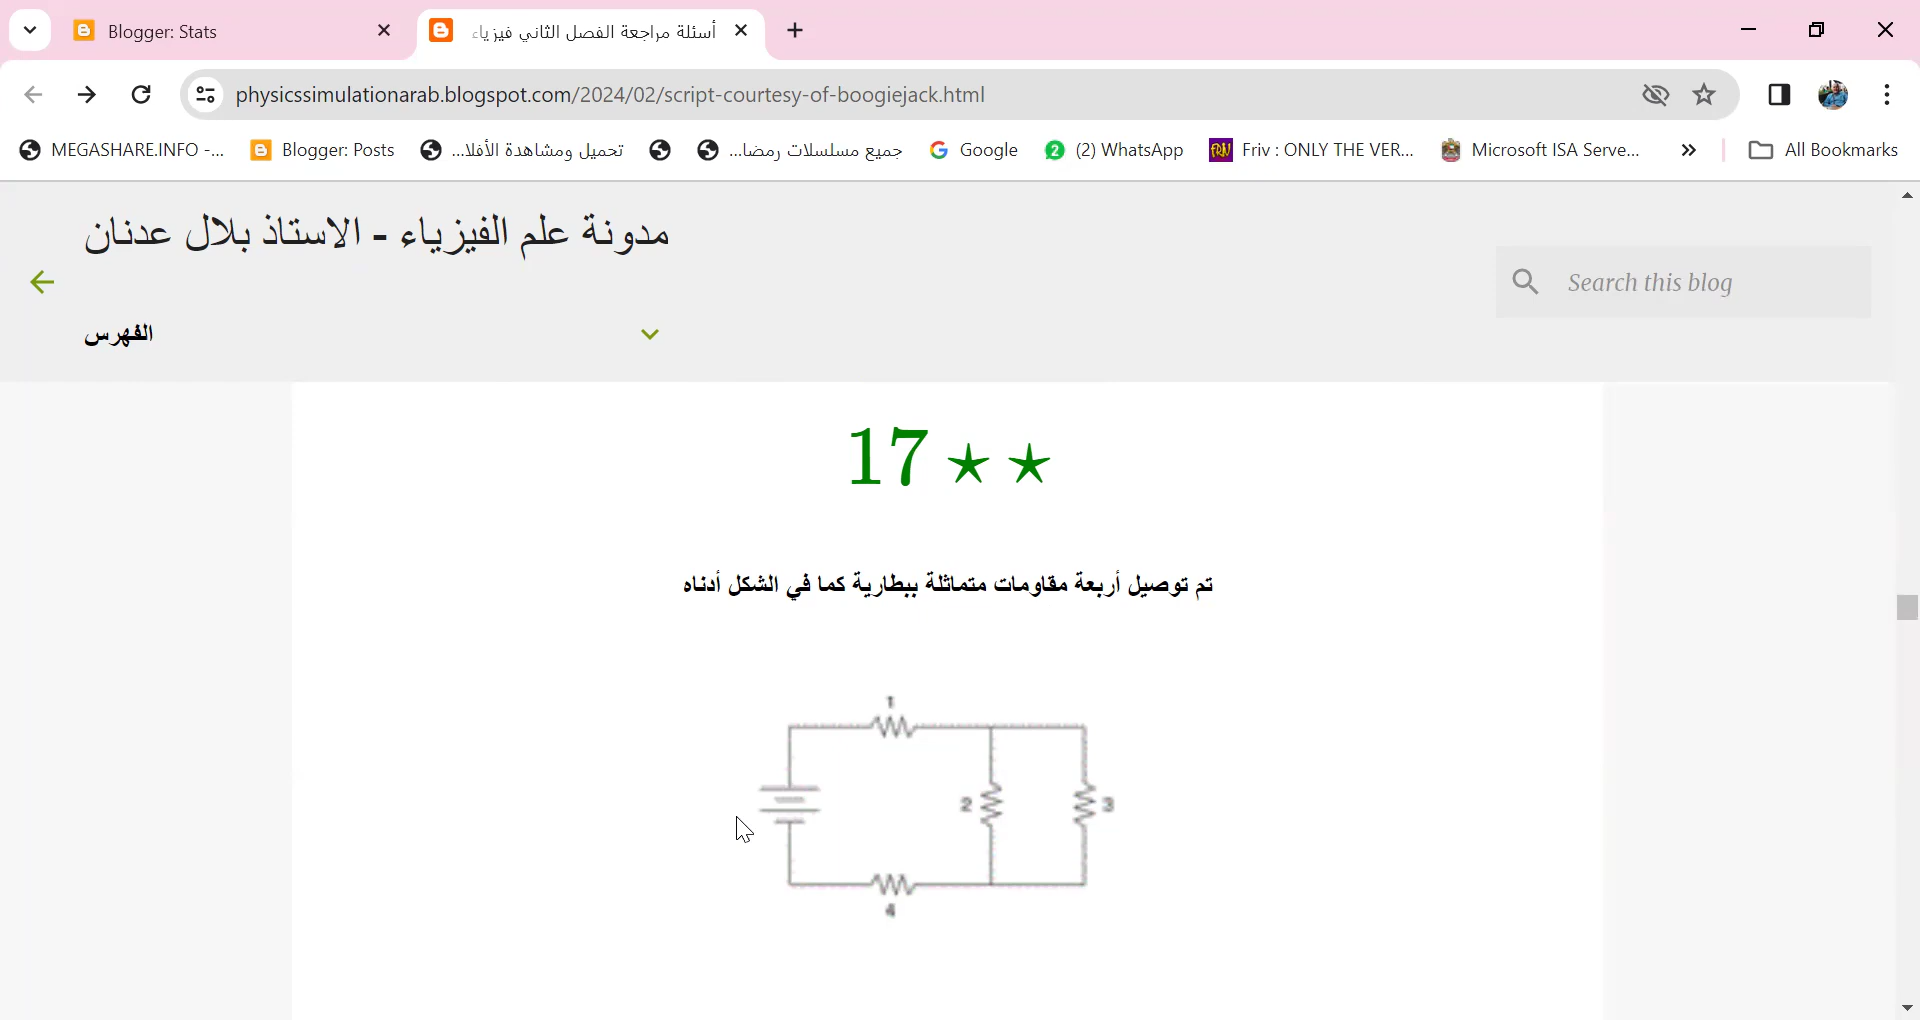 Blogger: Stats
أسئلة مراجعة الفصل الثاني فيزياء
physicssimulationarab.blogspot.com/2024/02/script-courtesy-of-boogiejack.html
MEGASHARE.INFO -...
Blogger: Posts
تحميل ومشاهدة الأفلا...
جميع مسلسلات رمضا...
Google
2
(2) WhatsApp
FRIV
Friv : ONLY THE VER...
Microsoft ISA Serve...
»
All Bookmarks
مدونة علم الفيزياء - الاستاذ بلال عدنان
Search this blog
الفهرس
17 ⋆ ⋆
تم توصيل أربعة مقاومات متماثلة ببطارية كما في الشكل أدناه
1
2
3
4